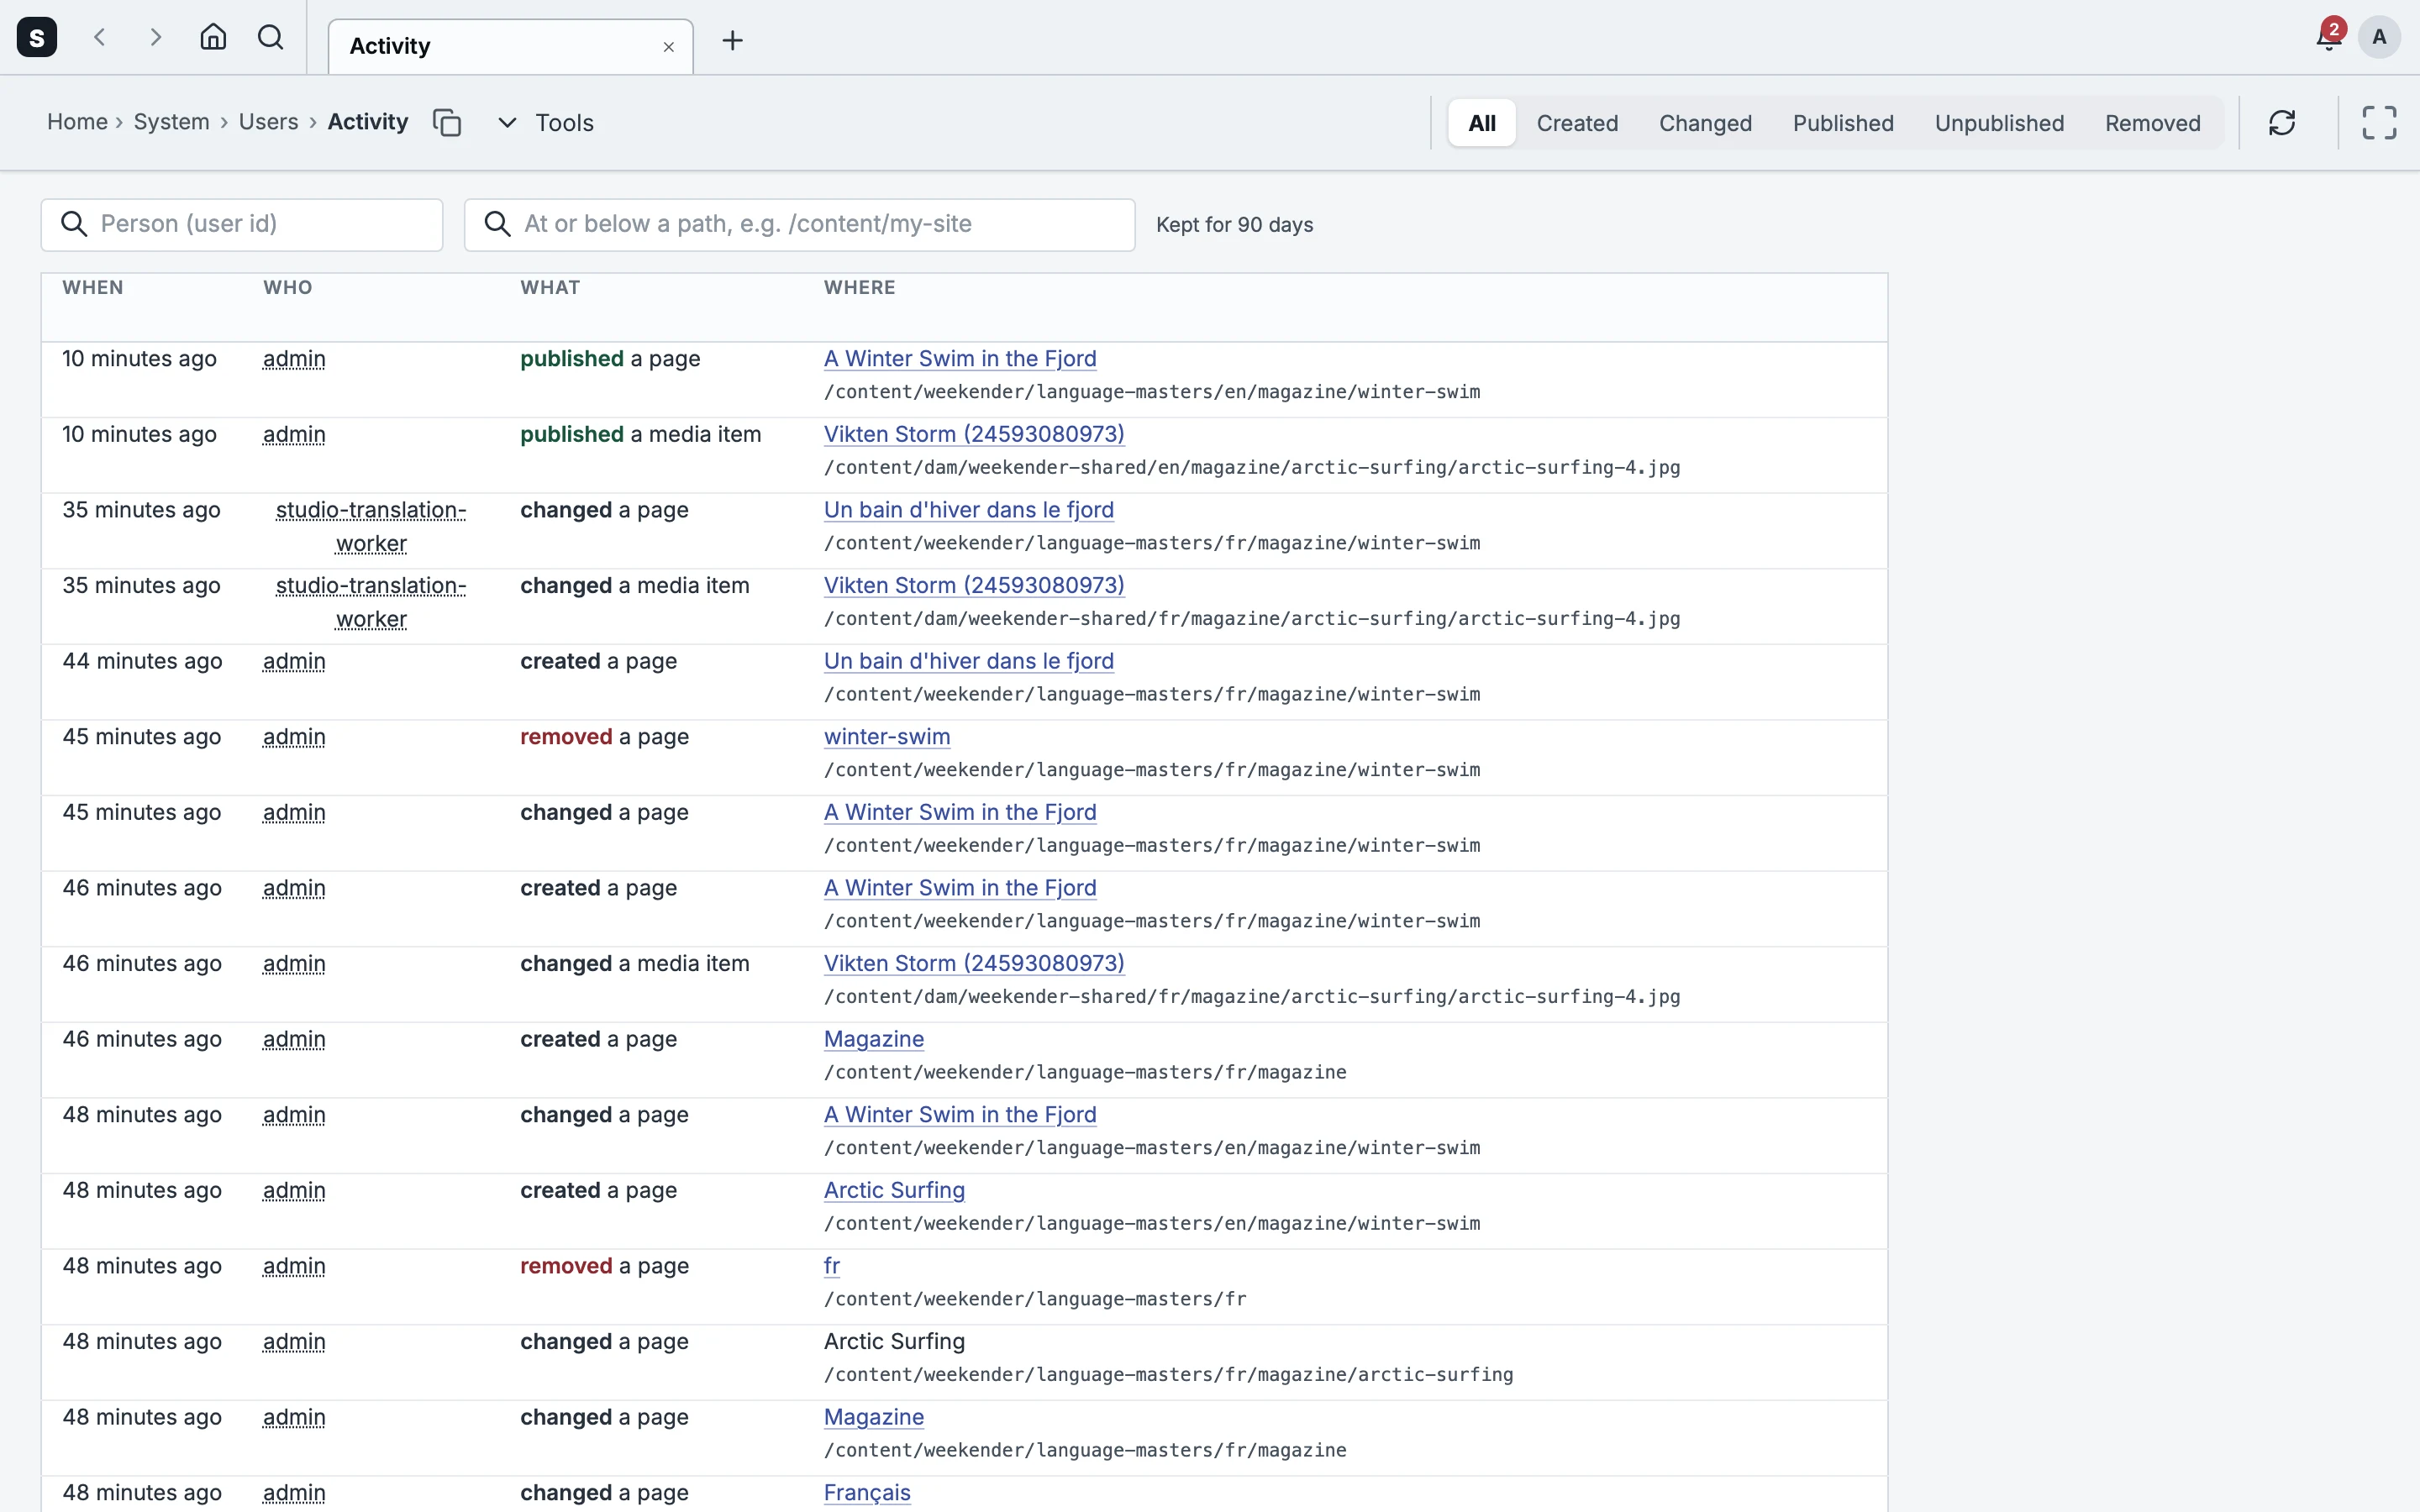 S
Activity
2
A
Home › System › Users › Activity
Tools
All
Created
Changed
Published
Unpublished
Removed
Person (user id)
At or below a path, e.g. /content/my-site
Kept for 90 days
WHEN WHO WHAT WHERE
10 minutes ago admin published a page A Winter Swim in the Fjord
/content/weekender/language-masters/en/magazine/winter-swim
10 minutes ago admin published a media item Vikten Storm (24593080973)
/content/dam/weekender-shared/en/magazine/arctic-surfing/arctic-surfing-4.jpg
35 minutes ago studio-translation- changed a page Un bain d'hiver dans le fjord
worker /content/weekender/language-masters/fr/magazine/winter-swim
35 minutes ago studio-translation- changed a media item Vikten Storm (24593080973)
worker /content/dam/weekender-shared/fr/magazine/arctic-surfing/arctic-surfing-4.jpg
44 minutes ago admin created a page Un bain d'hiver dans le fjord
/content/weekender/language-masters/fr/magazine/winter-swim
45 minutes ago admin removed a page winter-swim
/content/weekender/language-masters/fr/magazine/winter-swim
45 minutes ago admin changed a page A Winter Swim in the Fjord
/content/weekender/language-masters/fr/magazine/winter-swim
46 minutes ago admin created a page A Winter Swim in the Fjord
/content/weekender/language-masters/fr/magazine/winter-swim
46 minutes ago admin changed a media item Vikten Storm (24593080973)
/content/dam/weekender-shared/fr/magazine/arctic-surfing/arctic-surfing-4.jpg
46 minutes ago admin created a page Magazine
/content/weekender/language-masters/fr/magazine
48 minutes ago admin changed a page A Winter Swim in the Fjord
/content/weekender/language-masters/en/magazine/winter-swim
48 minutes ago admin created a page Arctic Surfing
/content/weekender/language-masters/en/magazine/winter-swim
48 minutes ago admin removed a page fr
/content/weekender/language-masters/fr
48 minutes ago admin changed a page Arctic Surfing
/content/weekender/language-masters/fr/magazine/arctic-surfing
48 minutes ago admin changed a page Magazine
/content/weekender/language-masters/fr/magazine
48 minutes ago admin changed a page Français